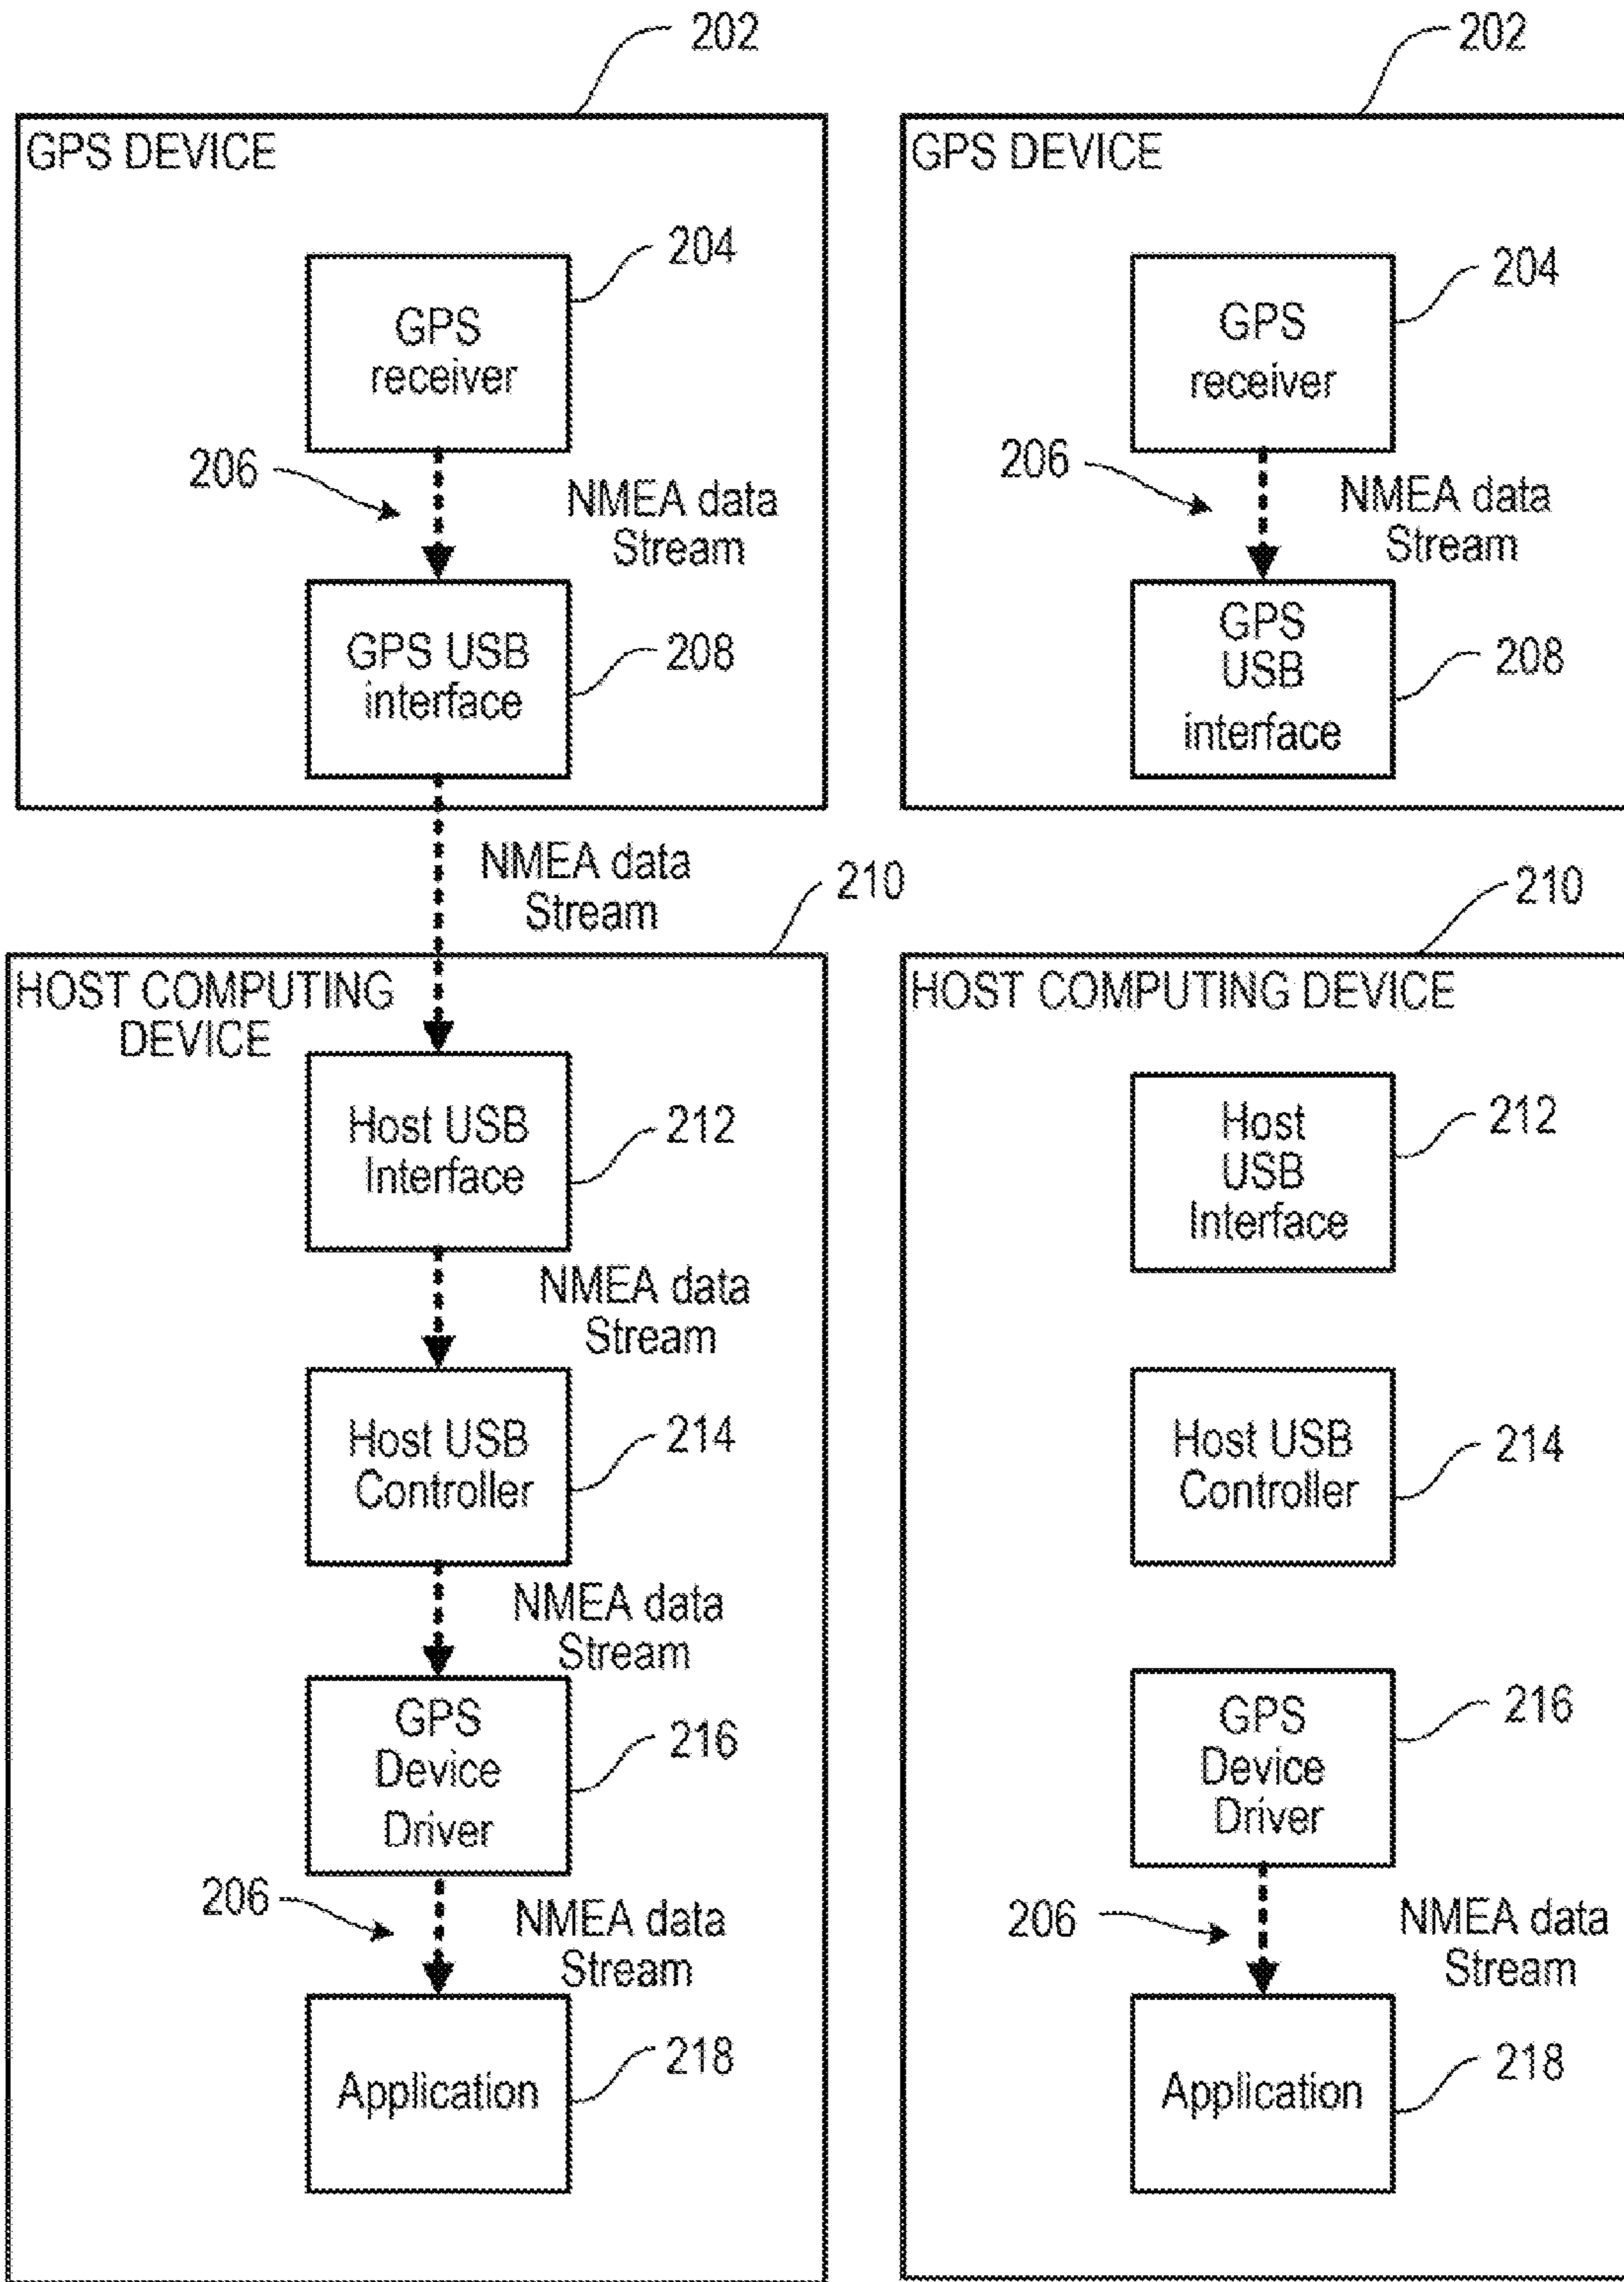 202
GPS DEVICE
204
GPS
receiver
206
NMEA data
Stream
GPS USB
interface
208
NMEA data
Stream
210
HOST COMPUTING
DEVICE
Host USB
Interface
212
NMEA data
Stream
Host USB
Controller
214
NMEA data
Stream
GPS
Device
Driver
216
206
NMEA data
Stream
Application
218
202
GPS DEVICE
204
GPS
receiver
206
NMEA data
Stream
GPS
USB
interface
208
210
HOST COMPUTING DEVICE
Host
USB
Interface
212
Host USB
Controller
214
GPS
Device
Driver
216
206
NMEA data
Stream
Application
218